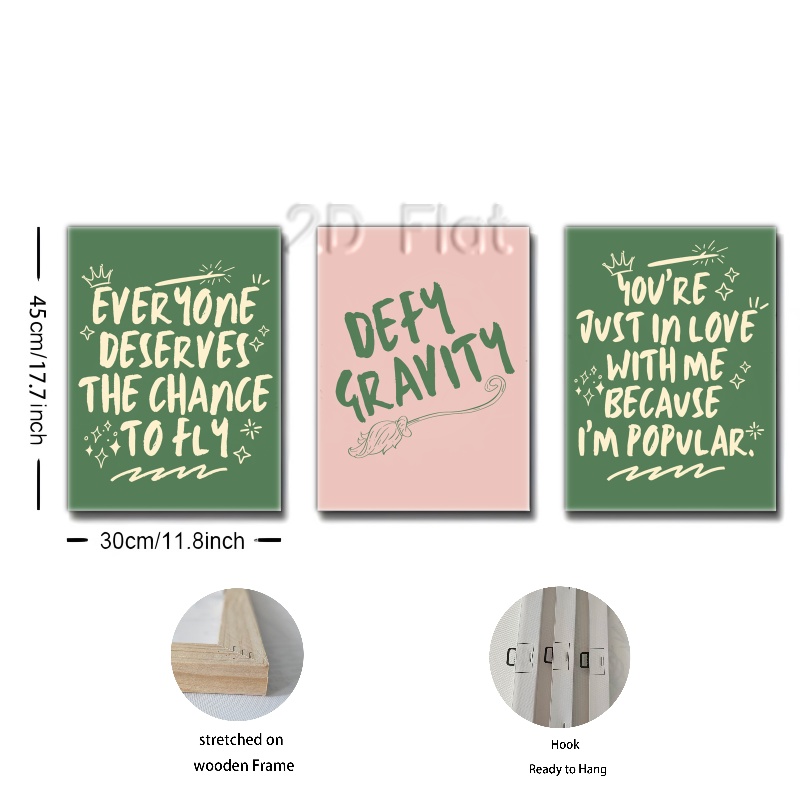 2D Flat
EVERYONE
DESERVES
THE CHANCE
TO FLY
DEFY
GRAVITY
YOU'RE
JUST IN LOVE
WITH ME
BECAUSE
I'M POPULAR.
45cm/17.7inch
30cm/11.8inch
stretched on
wooden Frame
Hook
Ready to Hang